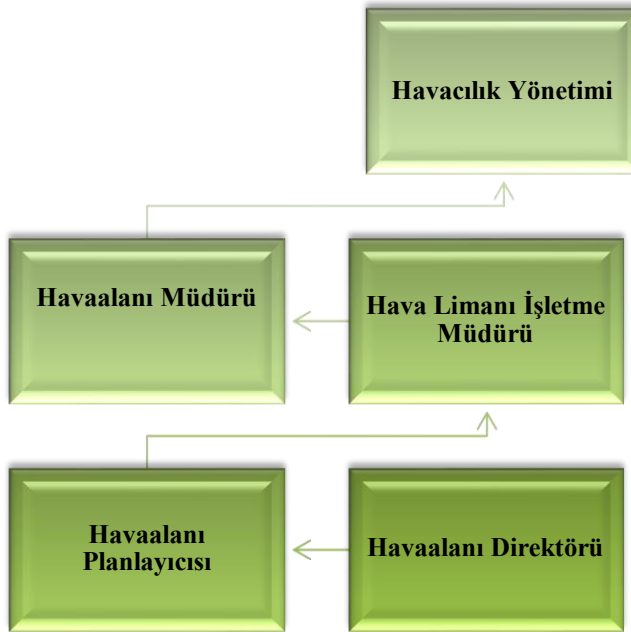 Havacılık Yönetimi
Havaalanı Müdürü
Hava Limanı İşletme
Müdürü
Havaalanı
Planlayıcısı
Havaalanı Direktörü